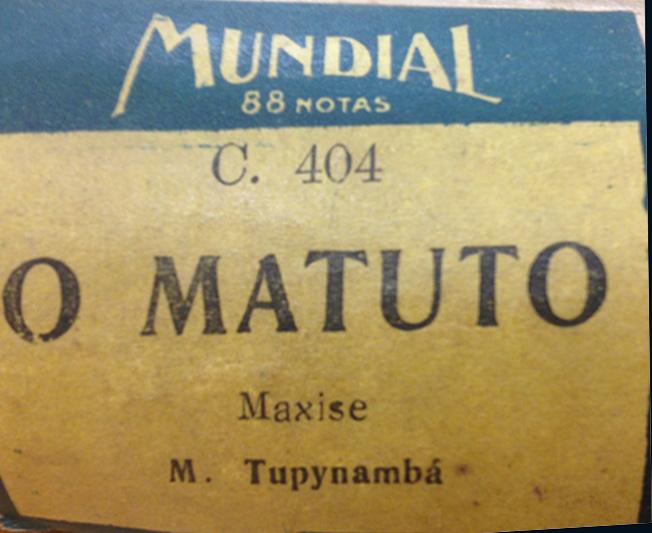 MUNDIAL
88 NOTAS
C. 404
O MATUTO
Maxise
M. Tupynambá